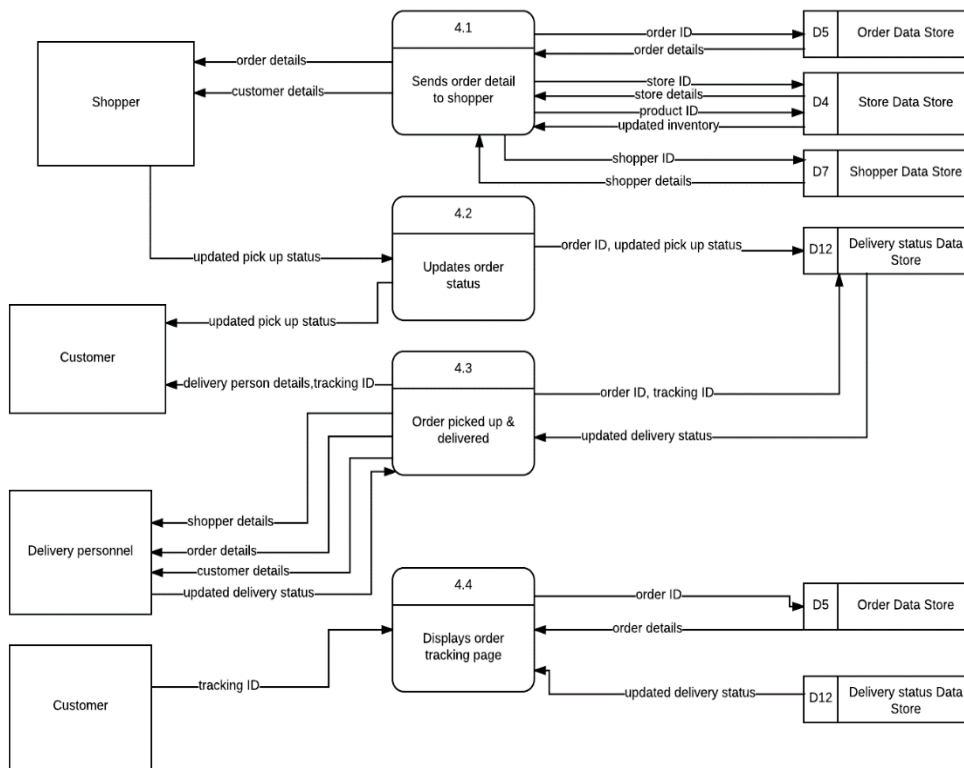 4.1
Sends order detail
to shopper
order ID
order details
D5
Order Data Store
order details
customer details
Shopper
store ID
store details
product ID
updated inventory
D4
Store Data Store
shopper ID
shopper details
D7
Shopper Data Store
4.2
Updates order
status
updated pick up status
order ID, updated pick up status
D12
Delivery status Data
Store
updated pick up status
Customer
delivery person details,tracking ID
4.3
Order picked up &
delivered
order ID, tracking ID
updated delivery status
shopper details
order details
customer details
updated delivery status
Delivery personnel
4.4
Displays order
tracking page
order ID
order details
D5
Order Data Store
tracking ID
Customer
updated delivery status
D12
Delivery status Data
Store